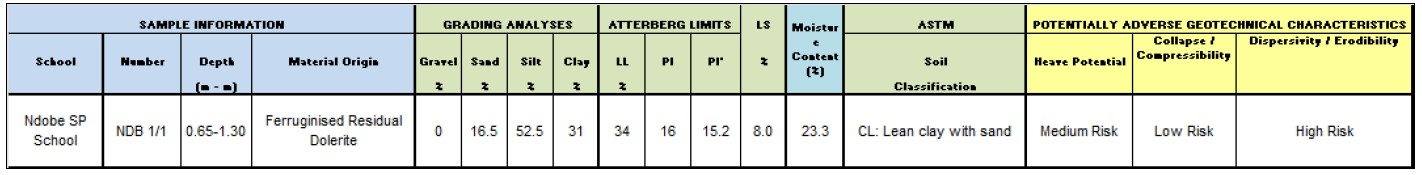 SAMPLE INFORMATION GRADING ANALYSES ATTERBERG LIMITS LS Moistur ASTM POTENTIALLY ADVERSE GEOTECHNICAL CHARACTERISTICS
e Collapse / Dispersivity / Erodibility
School Number Depth Material Origin Gravel Sand Silt Clay LL PI PI' % Content Soil Heave Potential Compressibility
(%)
(m - m) % % % % % Classification
Ndobe SP Ferruginised Residual
NDB 1/1 0.65-1.30 0 16.5 52.5 31 34 16 15.2 8.0 23.3 CL: Lean clay with sand Medium Risk Low Risk High Risk
School Dolerite